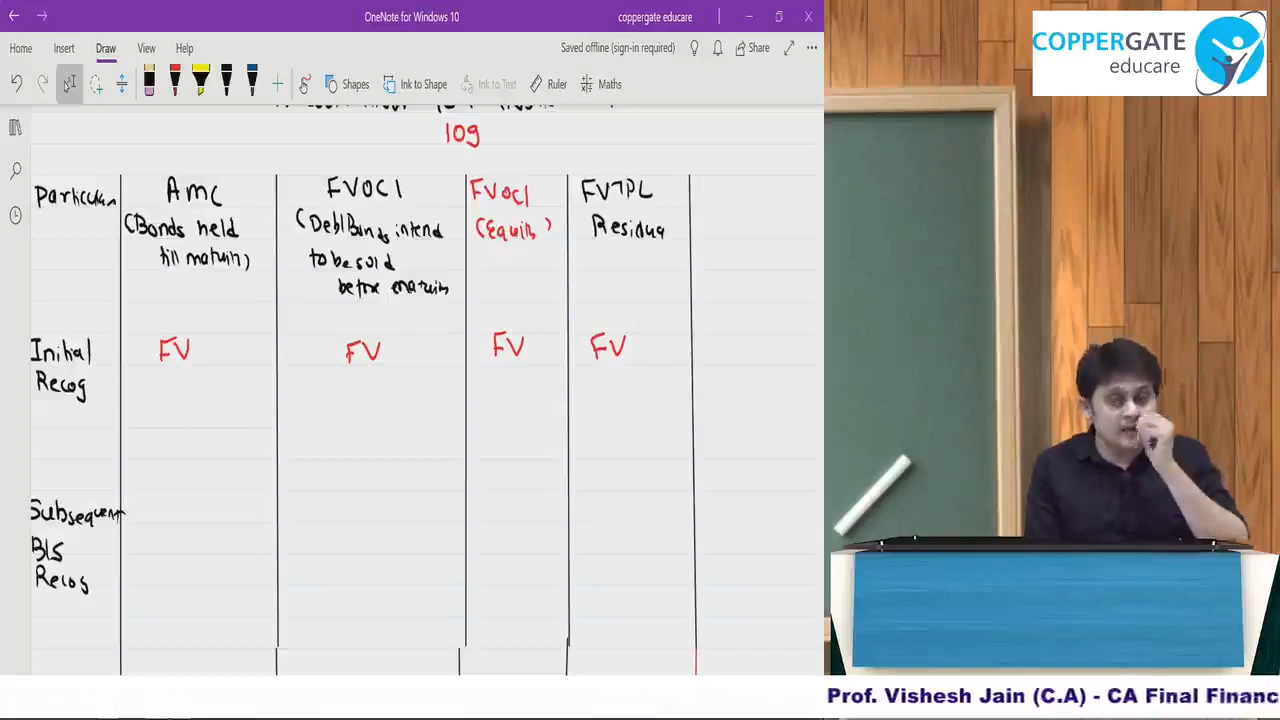 OneNote for Windows 10
coppergate educare
Home
Insert
Draw
View
Help
Saved offline (sign-in required)
Share
Shapes
Ink to Shape
Ink to Text
Ruler
Maths
COPPERGATE
educare
109
Particulars
AMC
(Bonds held
till maturity)
FVOCI
(Debt/Bonds intend
to be sold
before maturity
FVOCI
(Equity)
FVTPL
Residual
Initial
Recog
FV
FV
FV
FV
Subsequent
B/S
Recog
Prof. Vishesh Jain (C.A) - CA Final Financ